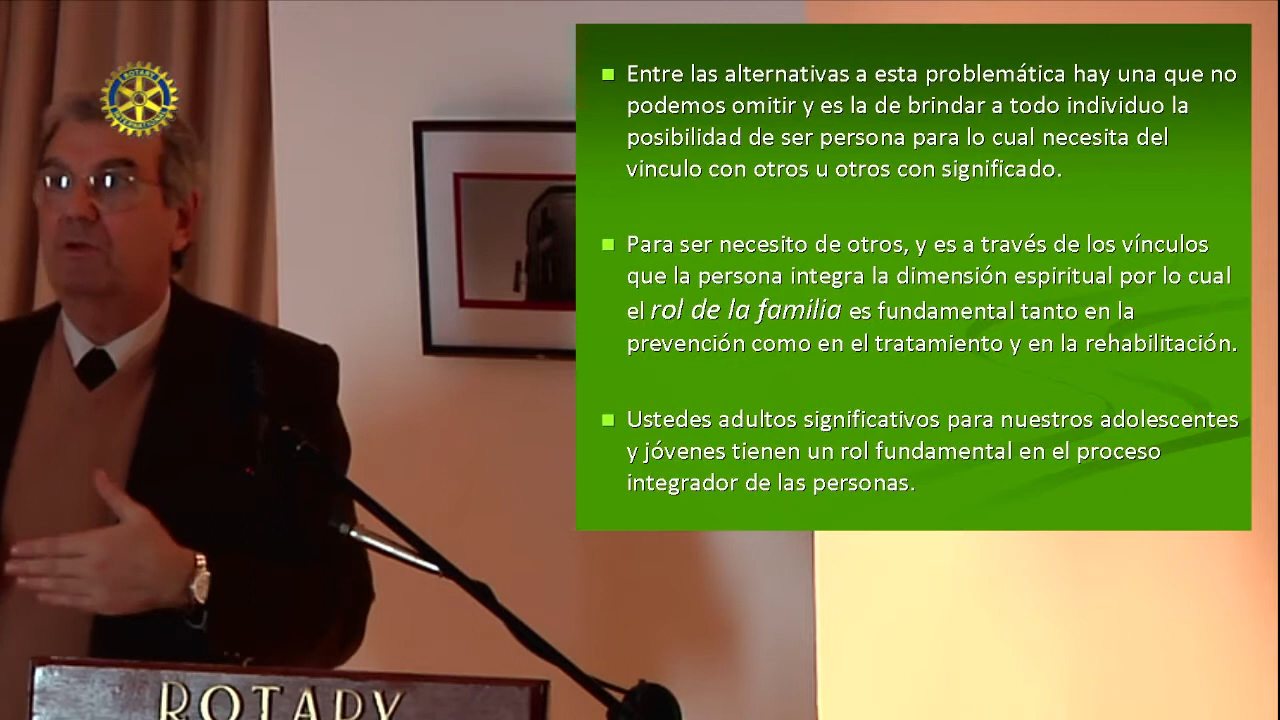 ROTARY
INTERNATIONAL
Entre las alternativas a esta problemática hay una que no
podemos omitir y es la de brindar a todo individuo la
posibilidad de ser persona para lo cual necesita del
vinculo con otros u otros con significado.
Para ser necesito de otros, y es a través de los vínculos
que la persona integra la dimensión espiritual por lo cual
el rol de la familia es fundamental tanto en la
prevención como en el tratamiento y en la rehabilitación.
Ustedes adultos significativos para nuestros adolescentes
y jóvenes tienen un rol fundamental en el proceso
integrador de las personas.
ROTARY